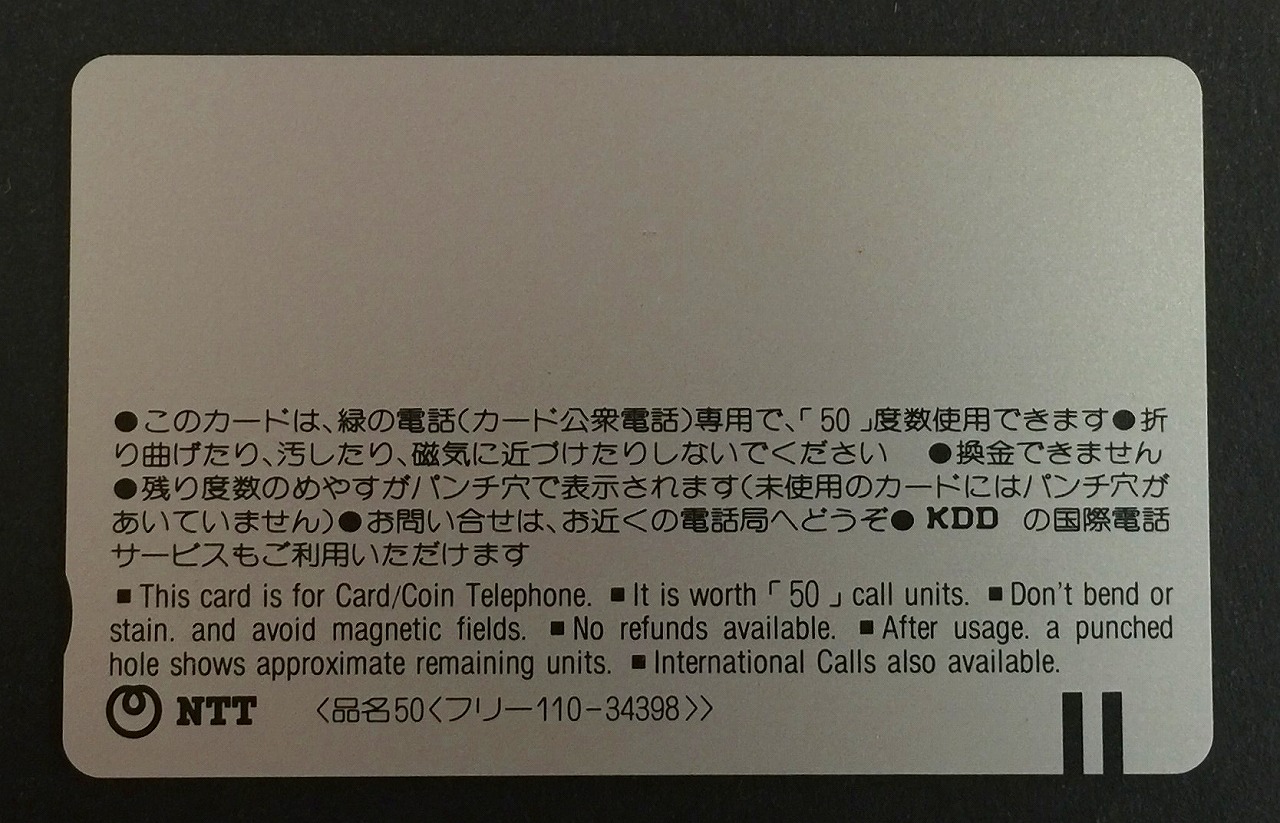 ●このカードは、緑の電話(カード公衆電話)専用で、「50」度数使用できます●折
り曲げたり、汚したり、磁気に近づけたりしないでください　●換金できません
●残り度数のめやすがパンチ穴で表示されます(未使用のカードにはパンチ穴が
あいていません)●お問い合せは、お近くの電話局へどうぞ● KDD の国際電話
サービスもご利用いただけます
■This card is for Card/Coin Telephone. ■It is worth「50」call units. ■Don't bend or
stain. and avoid magnetic fields. ■No refunds available. ■After usage. a punched
hole shows approximate remaining units. ■International Calls also available.
NTT 〈品名50〈フリー110-34398〉〉